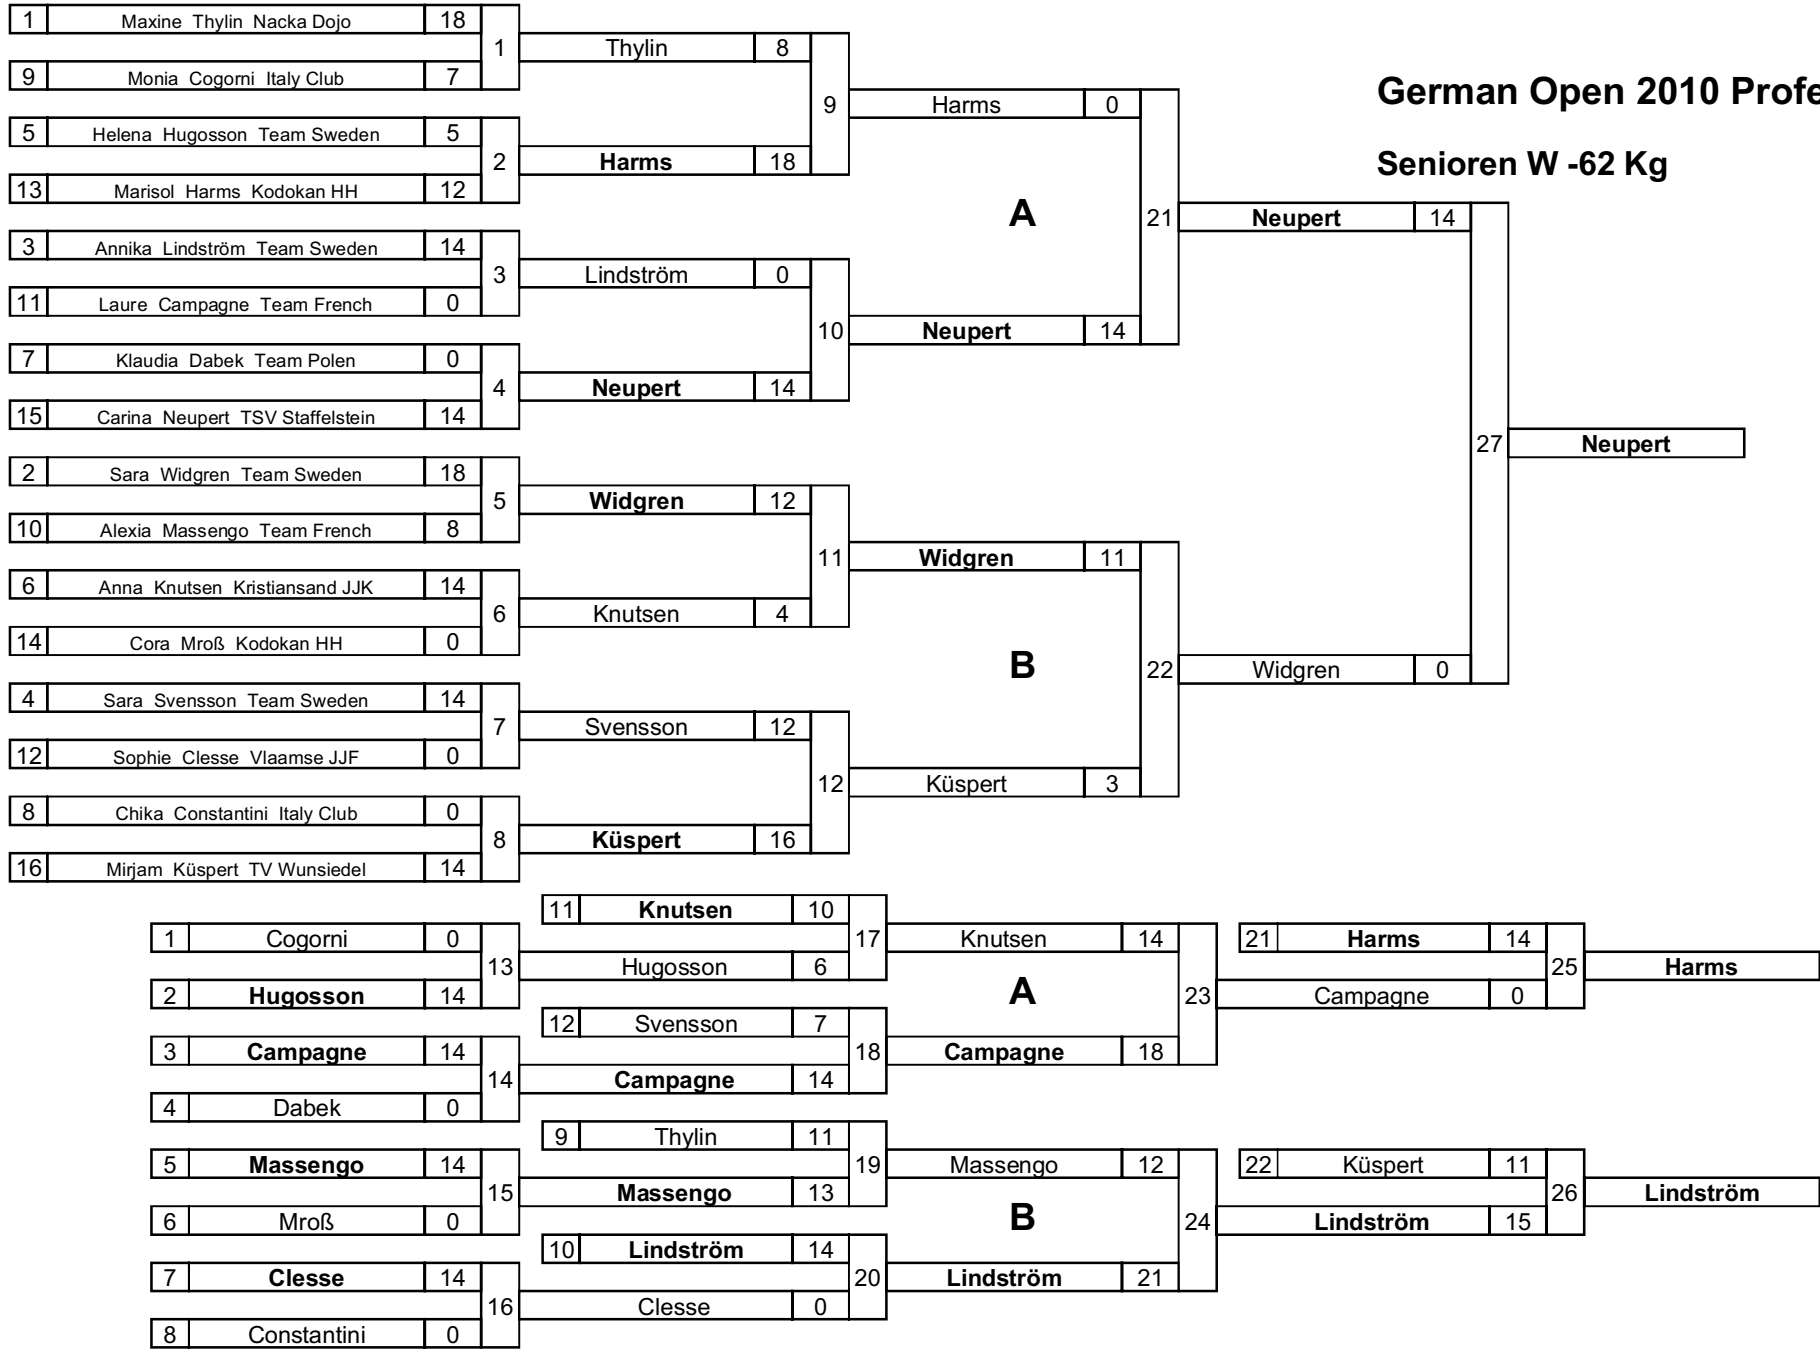 German Open 2010 Profe
Senioren W -62 Kg
1 Maxine Thylin Nacka Dojo 18
9 Monia Cogorni Italy Club 7
1
5 Helena Hugosson Team Sweden 5
13 Marisol Harms Kodokan HH 12
2
3 Annika Lindström Team Sweden 14
11 Laure Campagne Team French 0
3
7 Klaudia Dabek Team Polen 0
15 Carina Neupert TSV Staffelstein 14
4
2 Sara Widgren Team Sweden 18
10 Alexia Massengo Team French 8
5
6 Anna Knutsen Kristiansand JJK 14
14 Cora Mroß Kodokan HH 0
6
4 Sara Svensson Team Sweden 14
12 Sophie Clesse Vlaamse JJF 0
7
8 Chika Constantini Italy Club 0
16 Mirjam Küspert TV Wunsiedel 14
8
Thylin 8
Harms 18
9
Lindström 0
Neupert 14
10
Widgren 12
Knutsen 4
11
Svensson 12
Küspert 16
12
Harms 0
A
Neupert 14
21
Widgren 11
B
Küspert 3
22
Neupert 14
Widgren 0
27
Neupert
1 Cogorni 0
2 Hugosson 14
13
3 Campagne 14
4 Dabek 0
14
5 Massengo 14
6 Mroß 0
15
7 Clesse 14
8 Constantini 0
16
11 Knutsen 10
Hugosson 6
17
12 Svensson 7
Campagne 14
18
9 Thylin 11
Massengo 13
19
10 Lindström 14
Clesse 0
20
Knutsen 14
A
Campagne 18
23
Massengo 12
B
Lindström 21
24
21 Harms 14
Campagne 0
25
Harms
22 Küspert 11
Lindström 15
26
Lindström